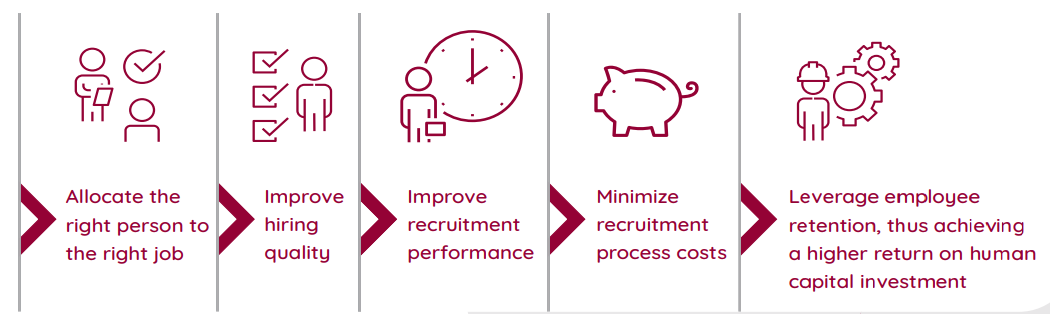 Allocate the
right person to
the right job
Improve
hiring
quality
Improve
recruitment
performance
Minimize
recruitment
process costs
Leverage employee
retention, thus achieving
a higher return on human
capital investment